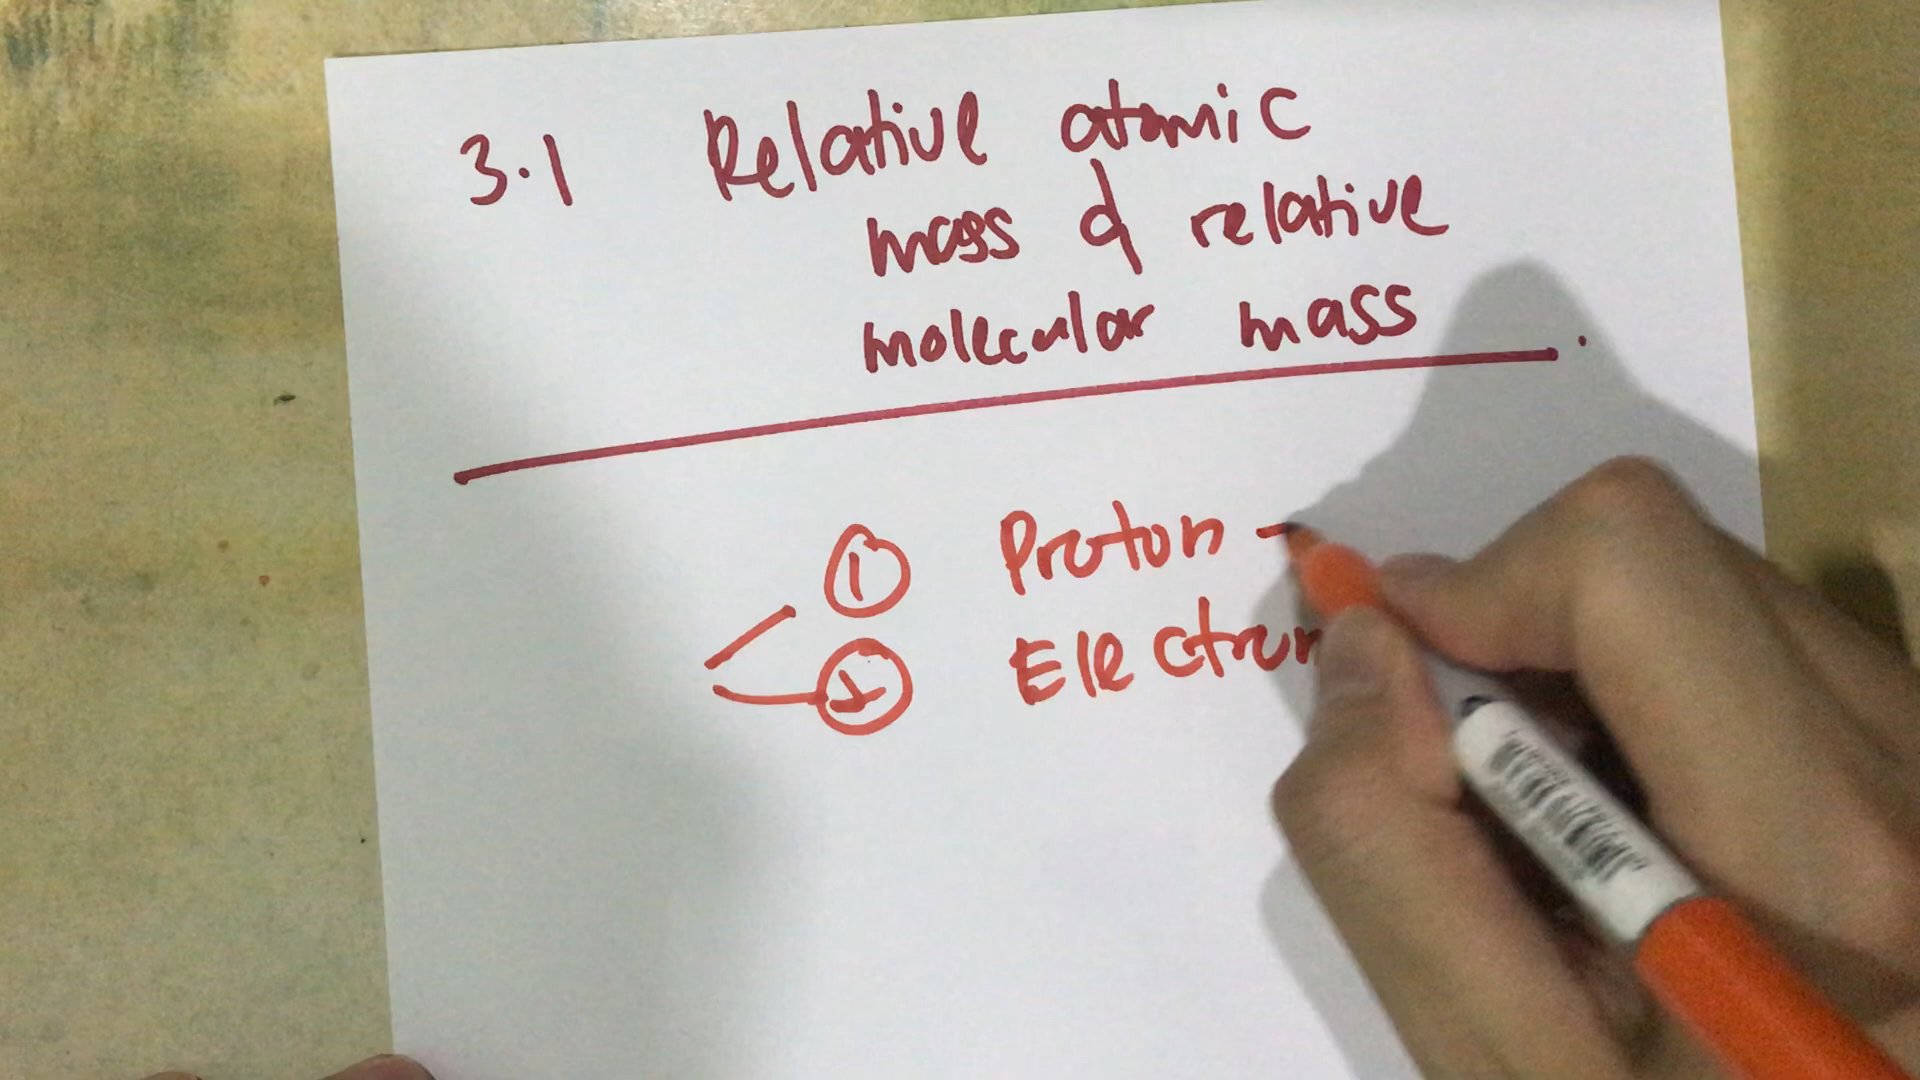 3.1 Relative atomic
mass & relative
molecular mass.
① Proton -
② Electron